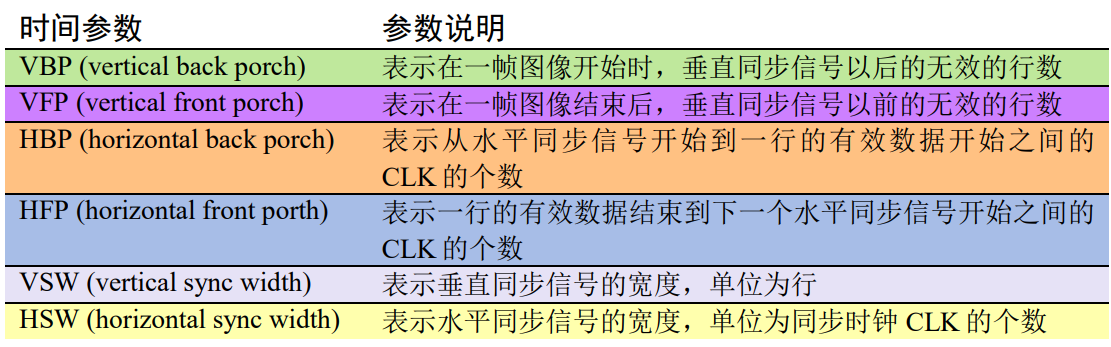 时间参数 参数说明
VBP (vertical back porch) 表示在一帧图像开始时，垂直同步信号以后的无效的行数
VFP (vertical front porch) 表示在一帧图像结束后，垂直同步信号以前的无效的行数
HBP (horizontal back porch) 表示从水平同步信号开始到一行的有效数据开始之间的
CLK 的个数
HFP (horizontal front porth) 表示一行的有效数据结束到下一个水平同步信号开始之间的
CLK 的个数
VSW (vertical sync width) 表示垂直同步信号的宽度，单位为行
HSW (horizontal sync width) 表示水平同步信号的宽度，单位为同步时钟 CLK 的个数